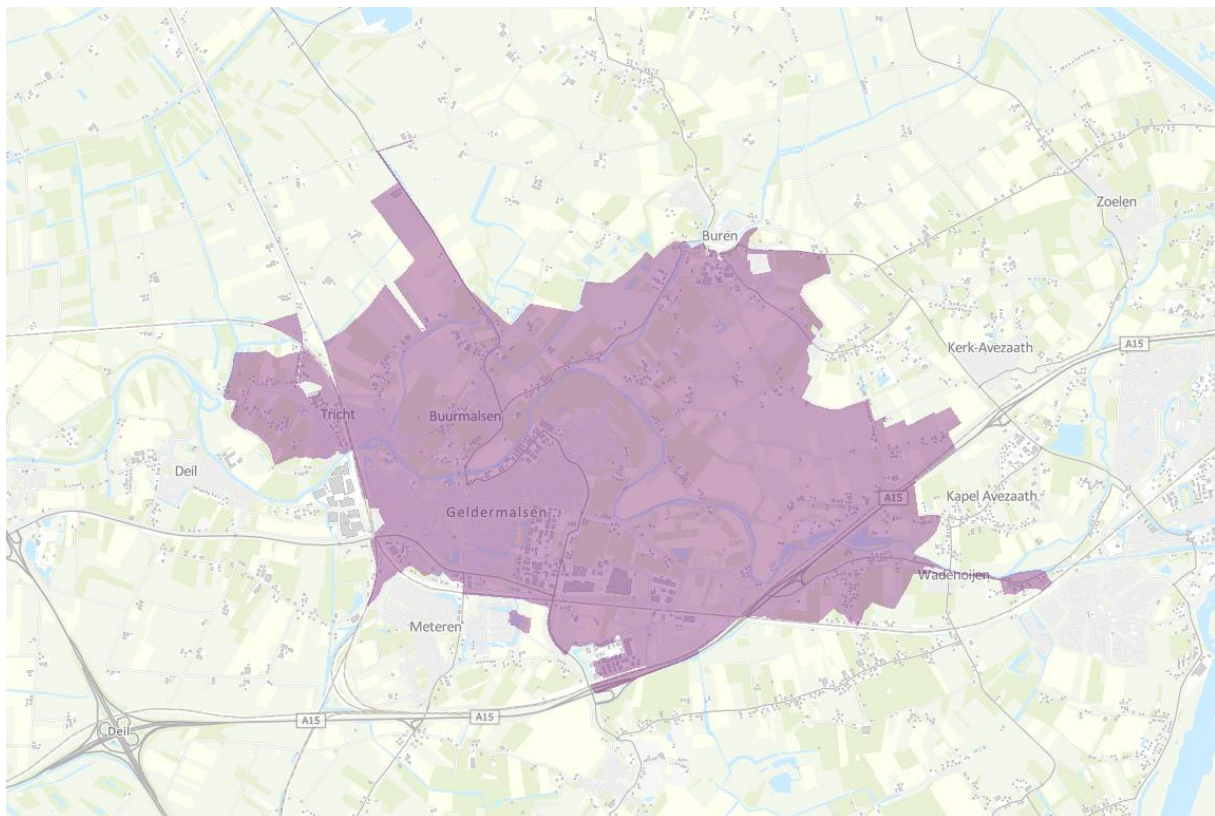 Zoelen
Buren
A15
Kerk-Avezaath
Tricht
Buurmalsen
Deil
A15
Kapel Avezaath
Geldermalsen
Wadenoijen
Meteren
A15
A15
Deil